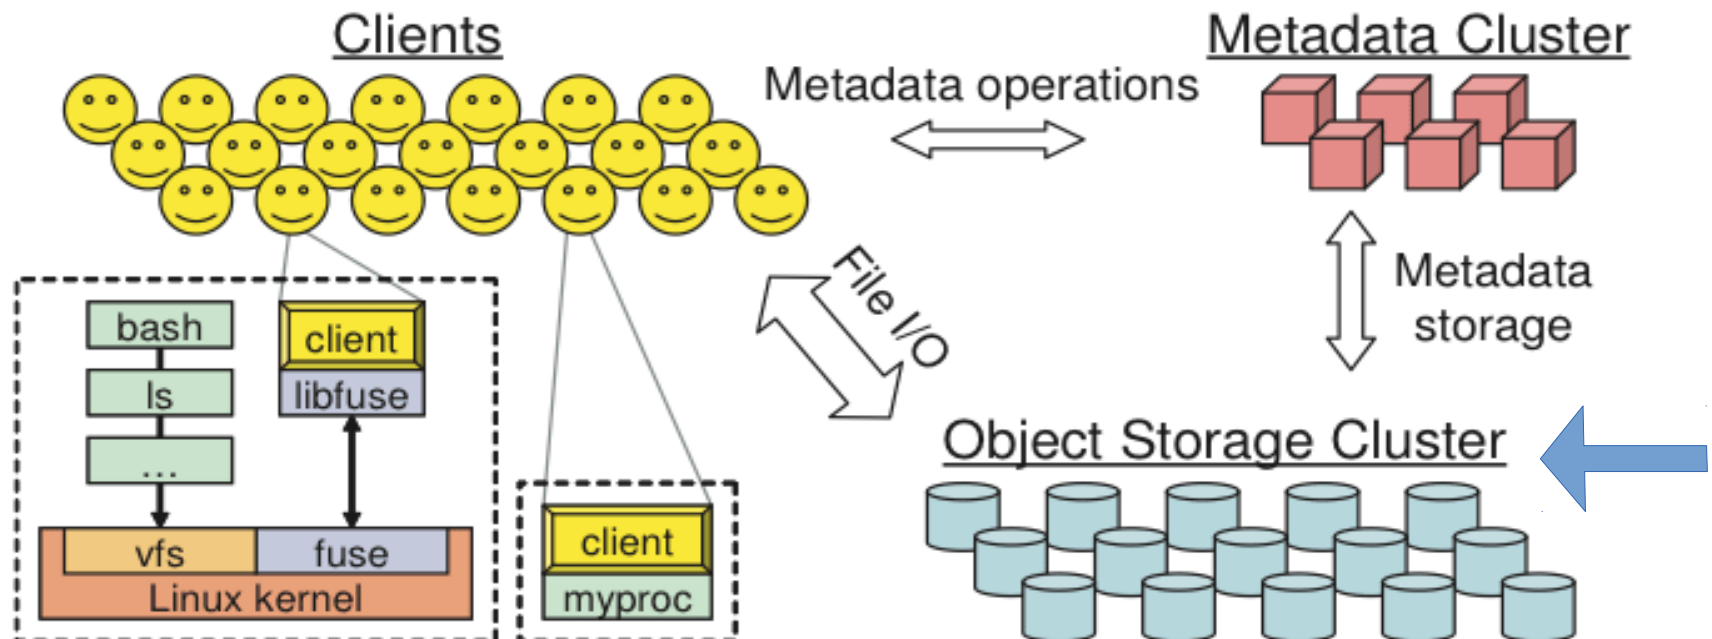 Clients
Metadata Cluster
Metadata operations
File I/O
Metadata
storage
bash
client
ls
libfuse
...
Object Storage Cluster
vfs
fuse
client
Linux kernel
myproc